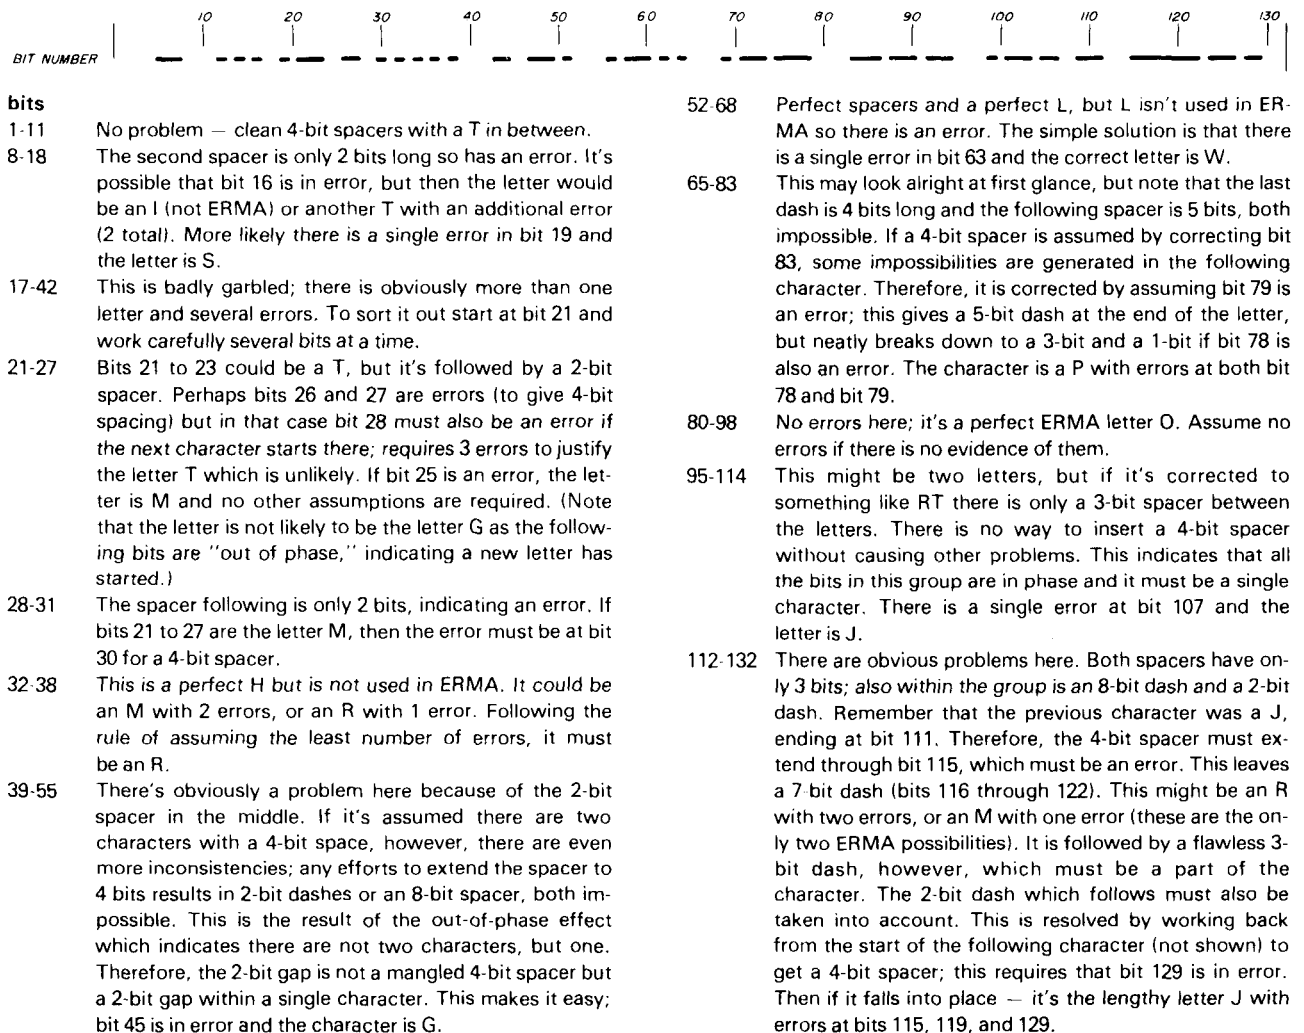 10 20 30 40 50 60 70 80 90 100 110 120 130
BIT NUMBER
bits
1-11 No problem — clean 4-bit spacers with a T in between.
8-18 The second spacer is only 2 bits long so has an error. It's
possible that bit 16 is in error, but then the letter would
be an I (not ERMA) or another T with an additional error
(2 total). More likely there is a single error in bit 19 and
the letter is S.
17-42 This is badly garbled; there is obviously more than one
letter and several errors. To sort it out start at bit 21 and
work carefully several bits at a time.
21-27 Bits 21 to 23 could be a T, but it's followed by a 2-bit
spacer. Perhaps bits 26 and 27 are errors (to give 4-bit
spacing) but in that case bit 28 must also be an error if
the next character starts there; requires 3 errors to justify
the letter T which is unlikely. If bit 25 is an error, the let-
ter is M and no other assumptions are required. (Note
that the letter is not likely to be the letter G as the follow-
ing bits are "out of phase," indicating a new letter has
started.)
28-31 The spacer following is only 2 bits, indicating an error. If
bits 21 to 27 are the letter M, then the error must be at bit
30 for a 4-bit spacer.
32-38 This is a perfect H but is not used in ERMA. It could be
an M with 2 errors, or an R with 1 error. Following the
rule of assuming the least number of errors, it must
be an R.
39-55 There's obviously a problem here because of the 2-bit
spacer in the middle. If it's assumed there are two
characters with a 4-bit space, however, there are even
more inconsistencies; any efforts to extend the spacer to
4 bits results in 2-bit dashes or an 8-bit spacer, both im-
possible. This is the result of the out-of-phase effect
which indicates there are not two characters, but one.
Therefore, the 2-bit gap is not a mangled 4-bit spacer but
a 2-bit gap within a single character. This makes it easy;
bit 45 is in error and the character is G.
52-68 Perfect spacers and a perfect L, but L isn't used in ER-
MA so there is an error. The simple solution is that there
is a single error in bit 63 and the correct letter is W.
65-83 This may look alright at first glance, but note that the last
dash is 4 bits long and the following spacer is 5 bits, both
impossible. If a 4-bit spacer is assumed by correcting bit
83, some impossibilities are generated in the following
character. Therefore, it is corrected by assuming bit 79 is
an error; this gives a 5-bit dash at the end of the letter,
but neatly breaks down to a 3-bit and a 1-bit if bit 78 is
also an error. The character is a P with errors at both bit
78 and bit 79.
80-98 No errors here; it's a perfect ERMA letter O. Assume no
errors if there is no evidence of them.
95-114 This might be two letters, but if it's corrected to
something like RT there is only a 3-bit spacer between
the letters. There is no way to insert a 4-bit spacer
without causing other problems. This indicates that all
the bits in this group are in phase and it must be a single
character. There is a single error at bit 107 and the
letter is J.
112-132 There are obvious problems here. Both spacers have on-
ly 3 bits; also within the group is an 8-bit dash and a 2-bit
dash. Remember that the previous character was a J,
ending at bit 111. Therefore, the 4-bit spacer must ex-
tend through bit 115, which must be an error. This leaves
a 7-bit dash (bits 116 through 122). This might be an R
with two errors, or an M with one error (these are the on-
ly two ERMA possibilities). It is followed by a flawless 3-
bit dash, however, which must be a part of the
character. The 2-bit dash which follows must also be
taken into account. This is resolved by working back
from the start of the following character (not shown) to
get a 4-bit spacer; this requires that bit 129 is in error.
Then if it falls into place — it's the lengthy letter J with
errors at bits 115, 119, and 129.